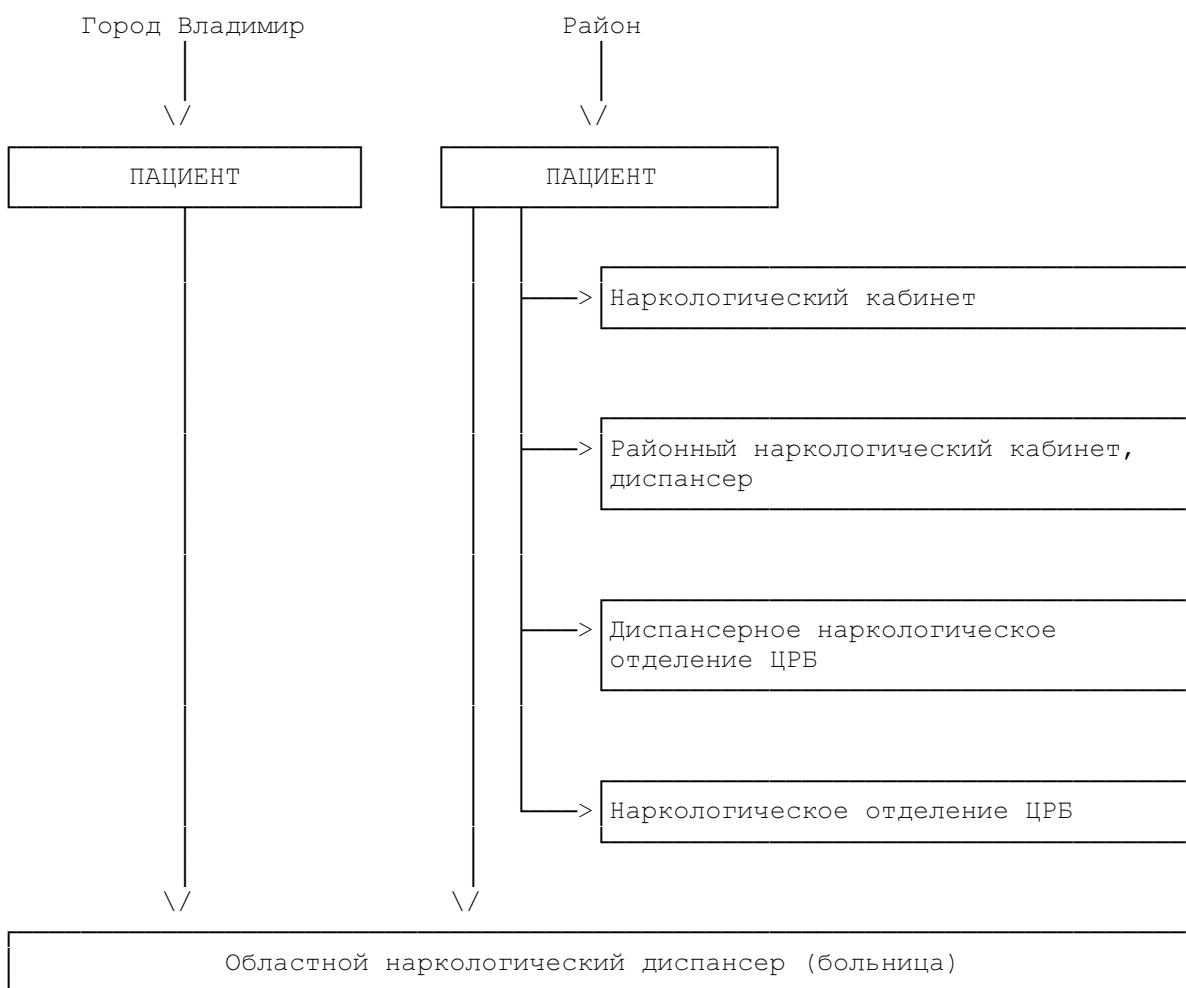 Город Владимир Район
ПАЦИЕНТ ПАЦИЕНТ
Наркологический кабинет
Районный наркологический кабинет,
диспансер
Диспансерное наркологическое
отделение ЦРБ
Наркологическое отделение ЦРБ
Областной наркологический диспансер (больница)